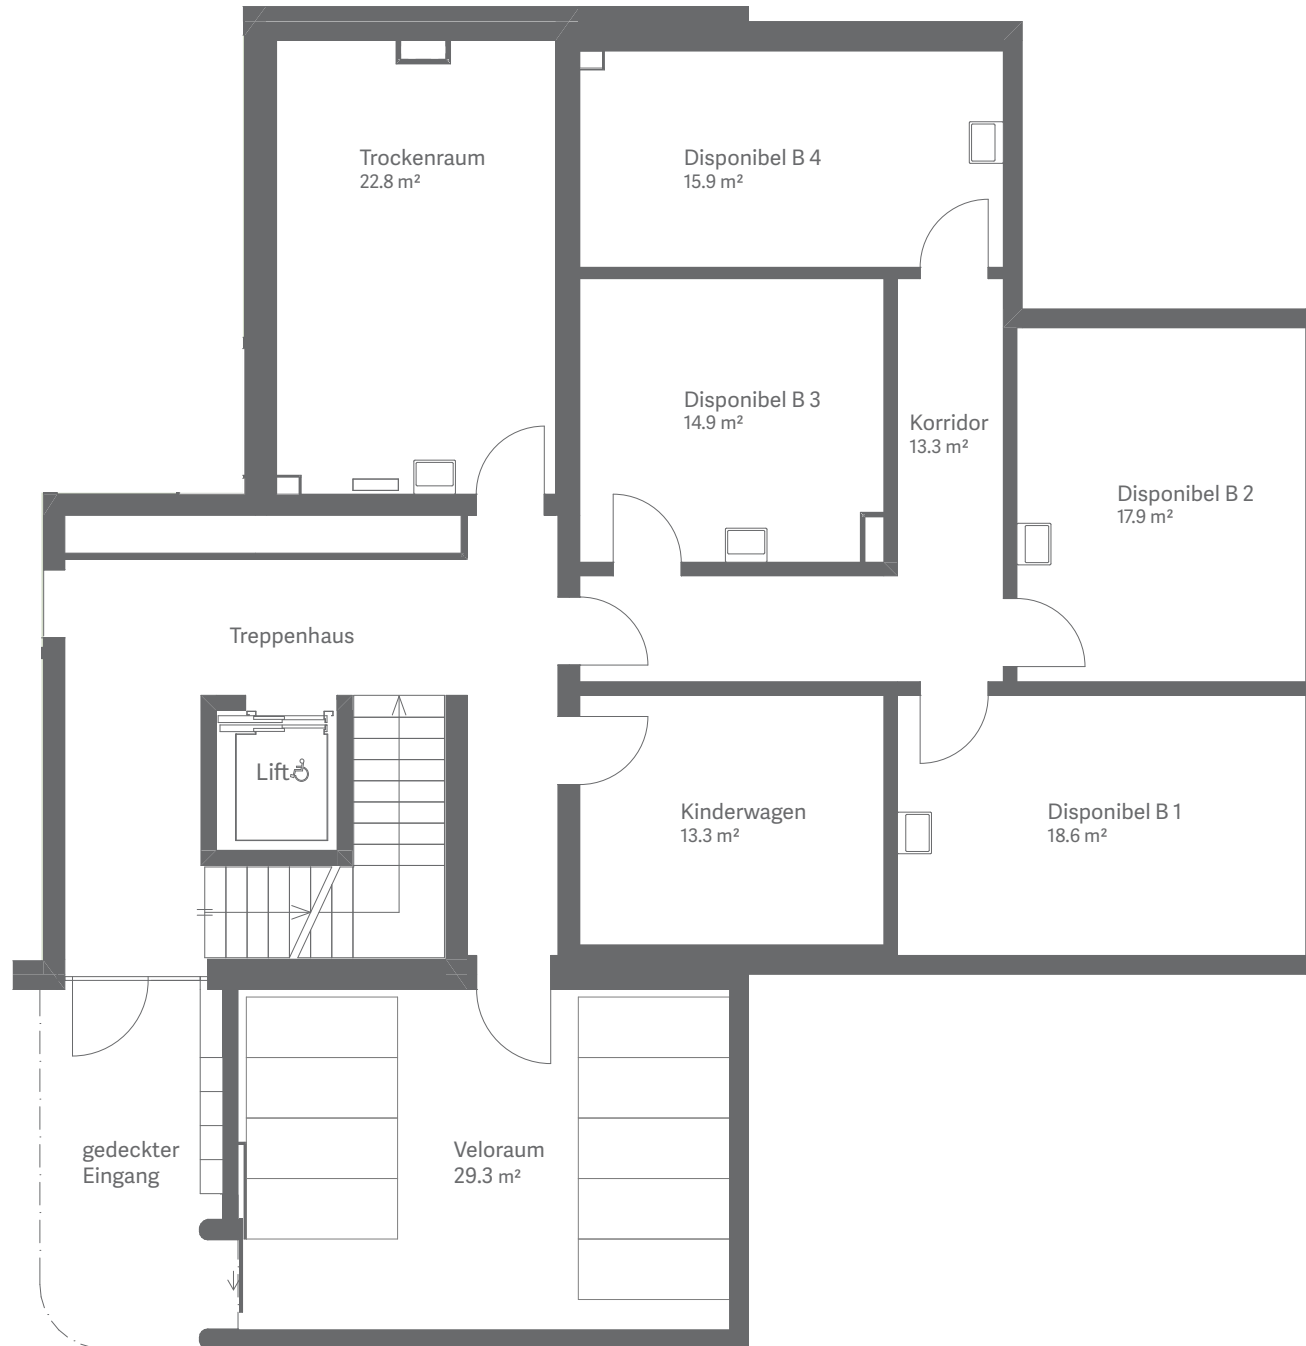 Trockenraum
22.8 m²
Disponibel B 4
15.9 m²
Disponibel B 3
14.9 m²
Korridor
13.3 m²
Disponibel B 2
17.9 m²
Treppenhaus
Lift
Kinderwagen
13.3 m²
Disponibel B 1
18.6 m²
gedeckter
Eingang
Veloraum
29.3 m²